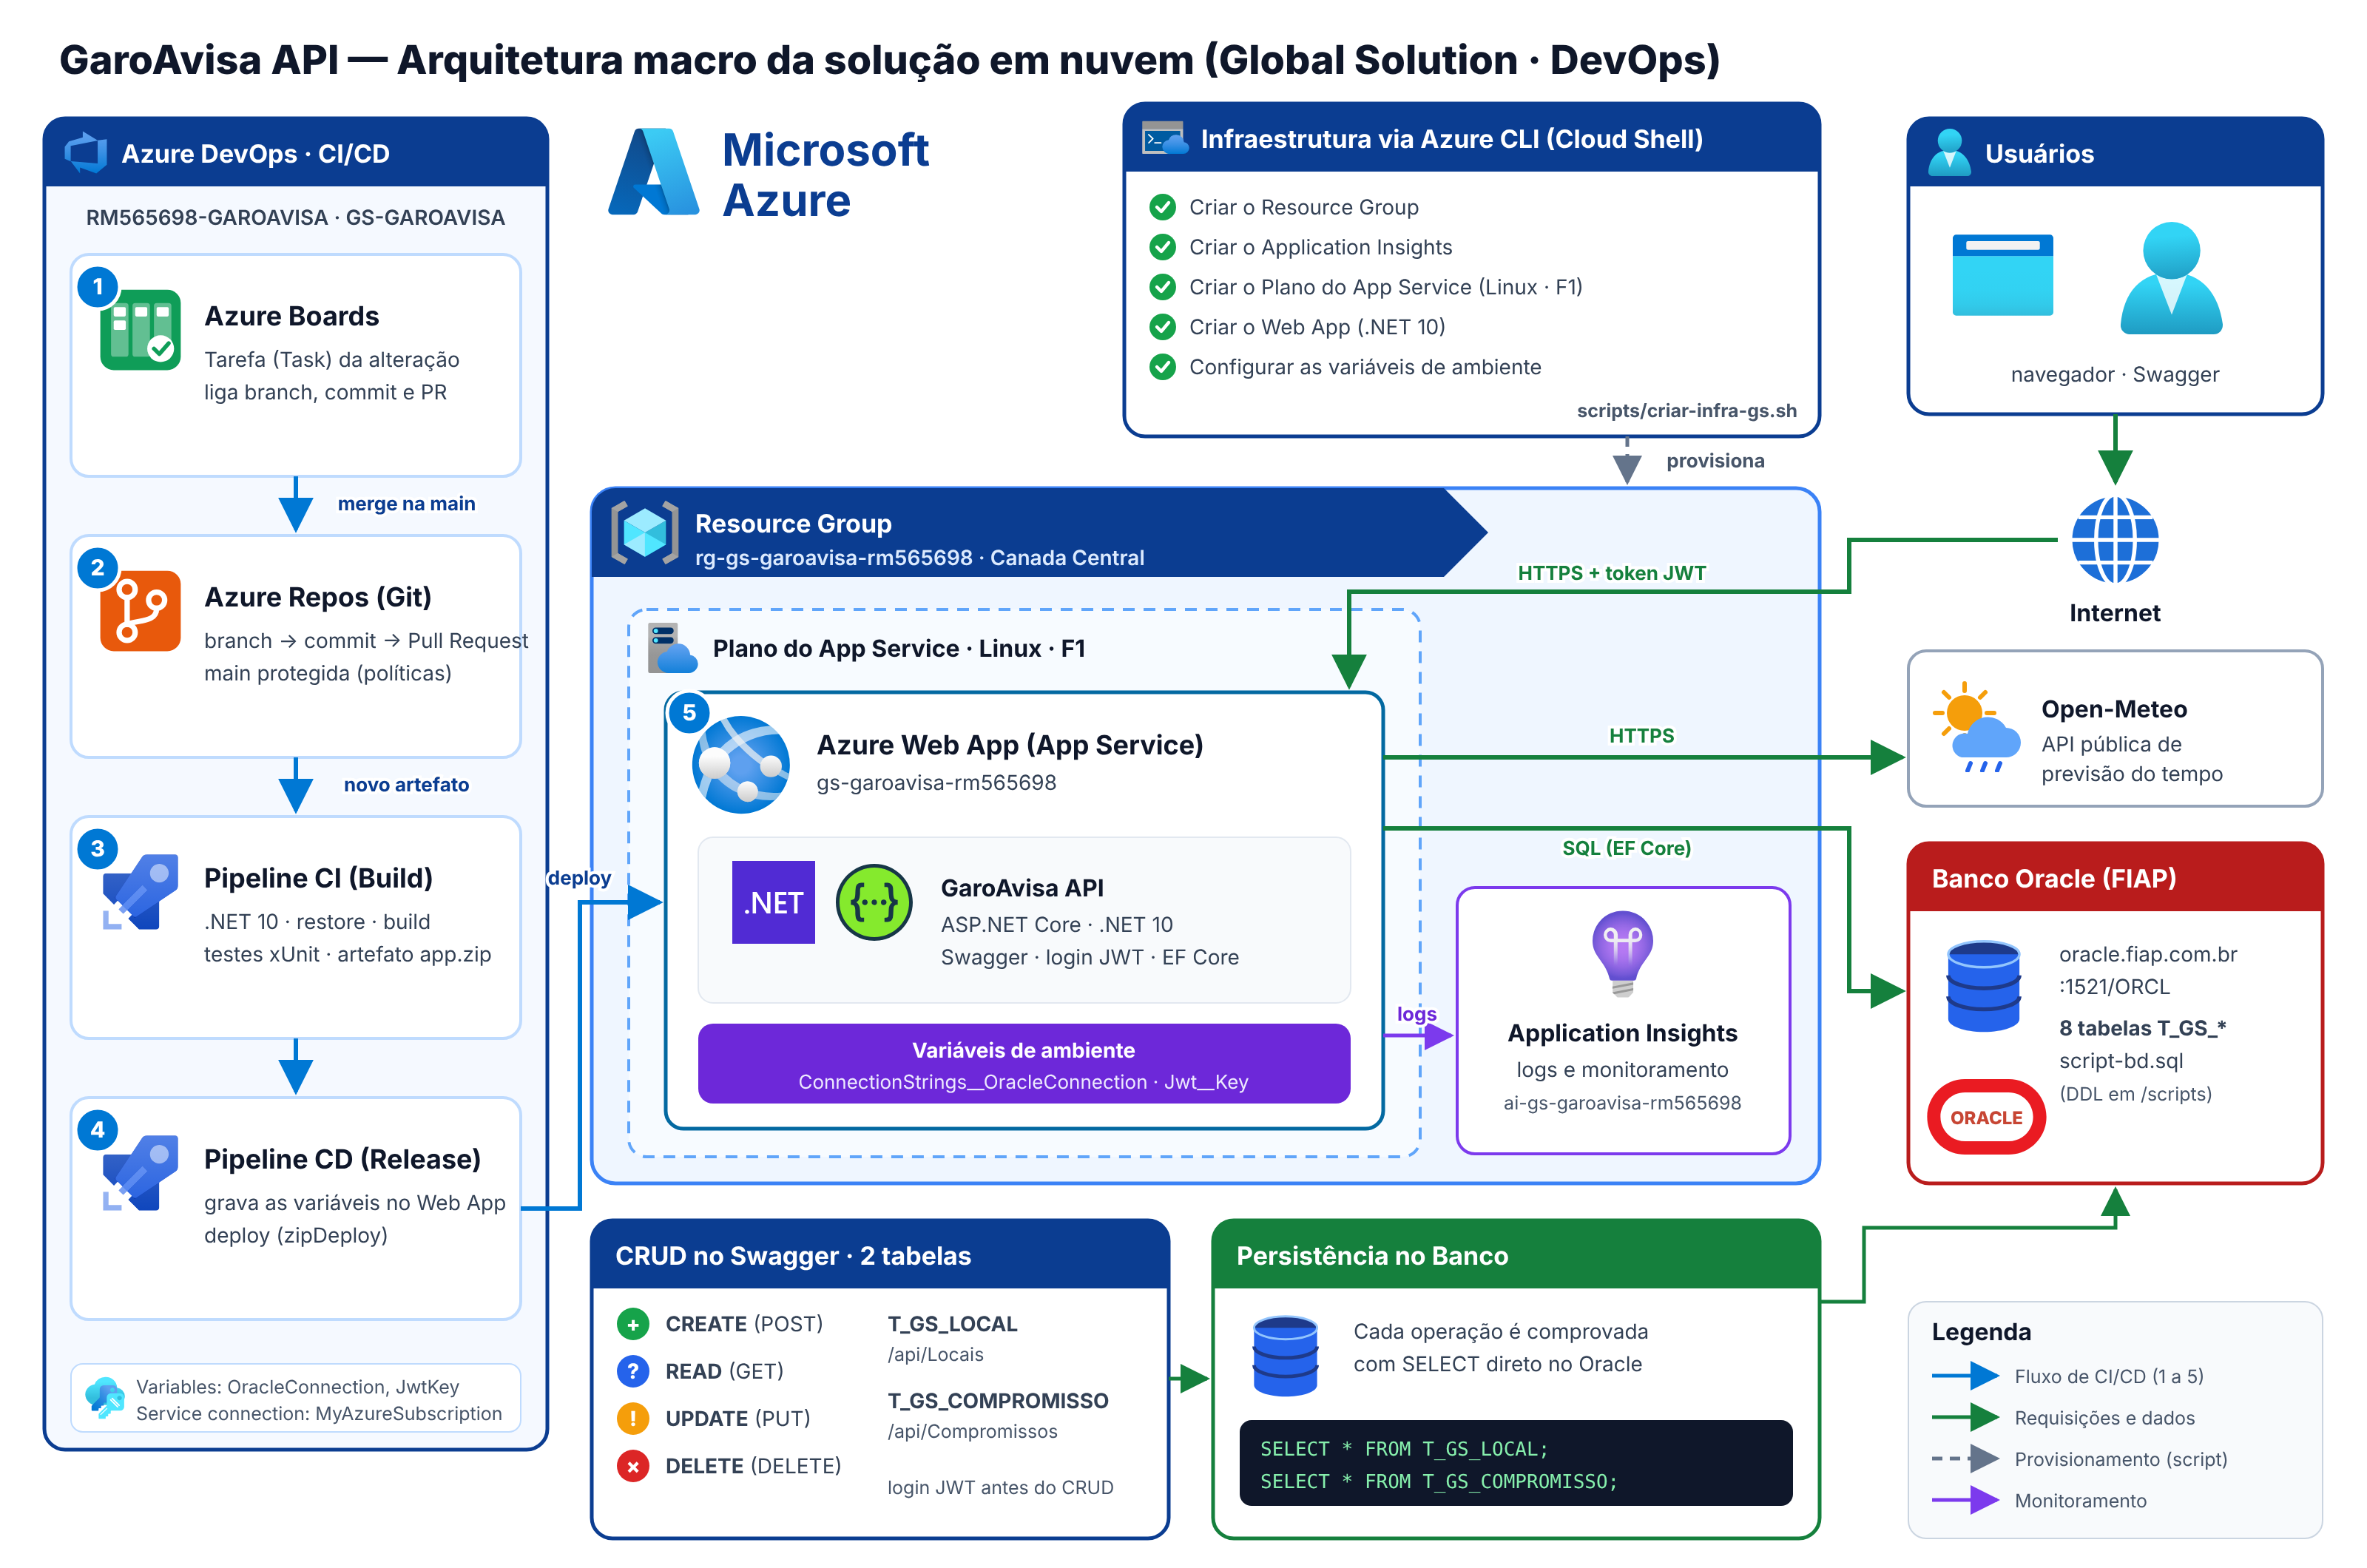 GaroAvisa API — Arquitetura macro da solução em nuvem (Global Solution · DevOps)
Azure DevOps · CI/CD
RM565698-GAROAVISA · GS-GAROAVISA
1
Azure Boards
Tarefa (Task) da alteração
liga branch, commit e PR
merge na main
2
Azure Repos (Git)
branch → commit → Pull Request
main protegida (políticas)
novo artefato
3
Pipeline CI (Build)
.NET 10 · restore · build
testes xUnit · artefato app.zip
4
Pipeline CD (Release)
grava as variáveis no Web App
deploy (zipDeploy)
Variables: OracleConnection, JwtKey
Service connection: MyAzureSubscription
deploy
Microsoft
Azure
Infraestrutura via Azure CLI (Cloud Shell)
Criar o Resource Group
Criar o Application Insights
Criar o Plano do App Service (Linux · F1)
Criar o Web App (.NET 10)
Configurar as variáveis de ambiente
scripts/criar-infra-gs.sh
provisiona
Usuários
navegador · Swagger
Internet
Resource Group
rg-gs-garoavisa-rm565698 · Canada Central
HTTPS + token JWT
Plano do App Service · Linux · F1
5
Azure Web App (App Service)
gs-garoavisa-rm565698
.NET
{···}
GaroAvisa API
ASP.NET Core · .NET 10
Swagger · login JWT · EF Core
Variáveis de ambiente
ConnectionStrings__OracleConnection · Jwt__Key
HTTPS
SQL (EF Core)
logs
Application Insights
logs e monitoramento
ai-gs-garoavisa-rm565698
Open-Meteo
API pública de
previsão do tempo
Banco Oracle (FIAP)
oracle.fiap.com.br
:1521/ORCL
8 tabelas T_GS_*
script-bd.sql
(DDL em /scripts)
ORACLE
CRUD no Swagger · 2 tabelas
+ CREATE (POST)
? READ (GET)
! UPDATE (PUT)
× DELETE (DELETE)
T_GS_LOCAL
/api/Locais
T_GS_COMPROMISSO
/api/Compromissos
login JWT antes do CRUD
Persistência no Banco
Cada operação é comprovada
com SELECT direto no Oracle
SELECT * FROM T_GS_LOCAL;
SELECT * FROM T_GS_COMPROMISSO;
Legenda
Fluxo de CI/CD (1 a 5)
Requisições e dados
Provisionamento (script)
Monitoramento